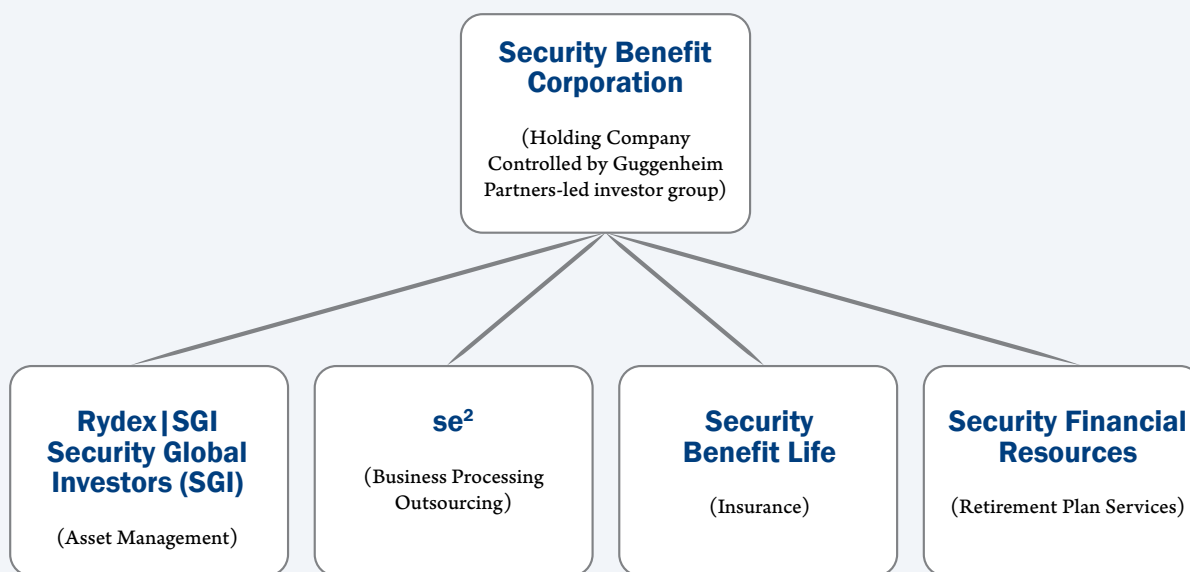 Security Benefit
Corporation
(Holding Company
Controlled by Guggenheim
Partners-led investor group)
Rydex|SGI
Security Global
Investors (SGI)
(Asset Management)
se²
(Business Processing
Outsourcing)
Security
Benefit Life
(Insurance)
Security Financial
Resources
(Retirement Plan Services)